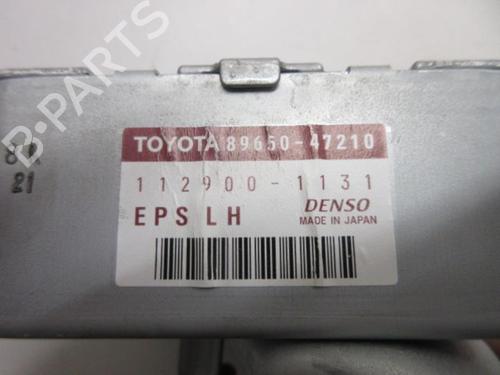 TOYOTA 89650-47210
112900-1131
EPS LH DENSO
MADE IN JAPAN
21
B-PARTS